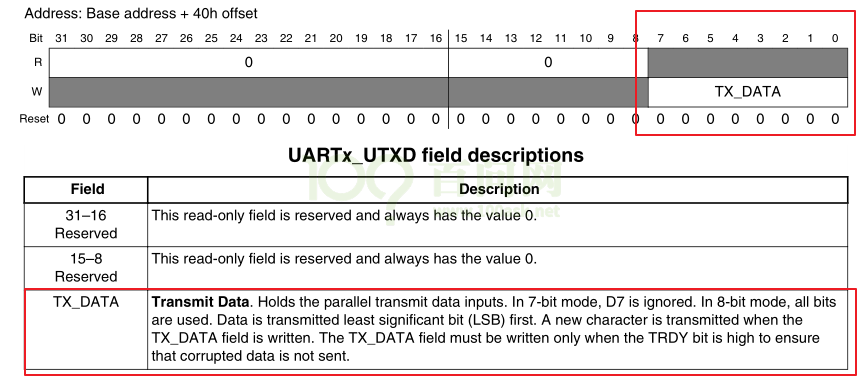 Address: Base address + 40h offset
Bit 31 30 29 28 27 26 25 24 23 22 21 20 19 18 17 16 15 14 13 12 11 10 9 8 7 6 5 4 3 2 1 0
R 0 0
W TX_DATA
Reset 0 0 0 0 0 0 0 0 0 0 0 0 0 0 0 0 0 0 0 0 0 0 0 0 0 0 0 0 0 0 0 0
UARTx_UTXD field descriptions
Field Description
31–16
Reserved
This read-only field is reserved and always has the value 0.
15–8
Reserved
This read-only field is reserved and always has the value 0.
TX_DATA
Transmit Data. Holds the parallel transmit data inputs. In 7-bit mode, D7 is ignored. In 8-bit mode, all bits
are used. Data is transmitted least significant bit (LSB) first. A new character is transmitted when the
TX_DATA field is written. The TX_DATA field must be written only when the TRDY bit is high to ensure
that corrupted data is not sent.